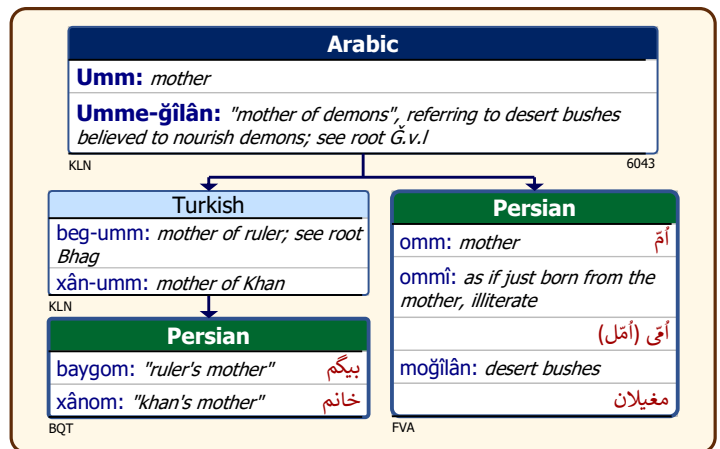 Arabic
Umm: mother
Umme-ğîlân: "mother of demons", referring to desert bushes
believed to nourish demons; see root Ğ.v.l
KLN 6043
Turkish
beg-umm: mother of ruler; see root
Bhag
xân-umm: mother of Khan
KLN
Persian
baygom: "ruler's mother" بیگم
xânom: "khan's mother" خانم
BQT
Persian
omm: mother اُمّ
ommî: as if just born from the
mother, illiterate
اُمّی (اُمّل)
moğîlân: desert bushes
مغیلان
FVA